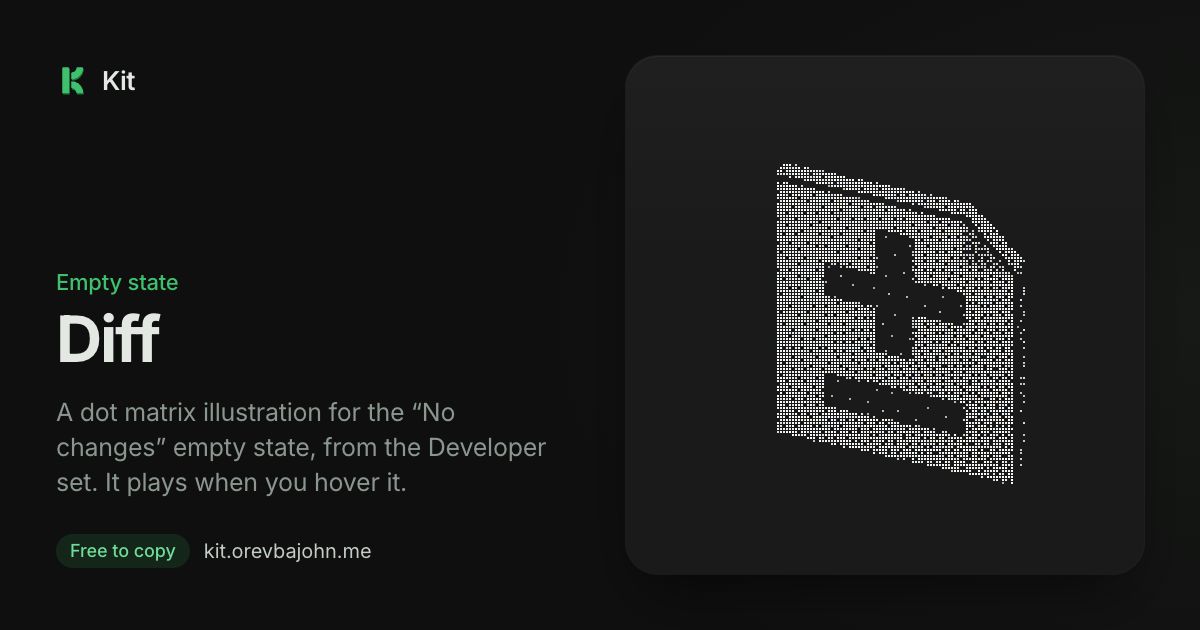 Kit
Empty state
Diff
A dot matrix illustration for the “No
changes” empty state, from the Developer
set. It plays when you hover it.
Free to copy
kit.orevbajohn.me